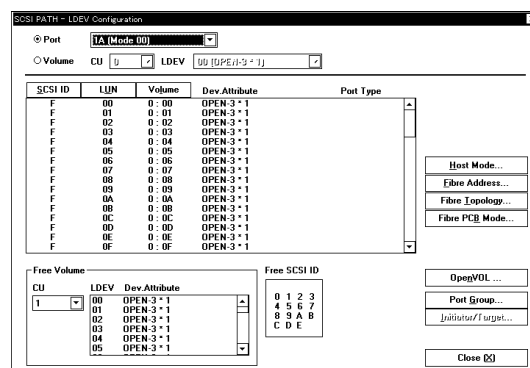 SCSI PATH - LDEV Configuration
Port 1A (Mode 00)
Volume CU 0 LDEV 00 (OPEN-3 * 1)
SCSI ID LUN Volume Dev.Attribute Port Type
F 00 0 : 00 OPEN-3 * 1
F 01 0 : 01 OPEN-3 * 1
F 02 0 : 02 OPEN-3 * 1
F 03 0 : 03 OPEN-3 * 1
F 04 0 : 04 OPEN-3 * 1
F 05 0 : 05 OPEN-3 * 1
F 06 0 : 06 OPEN-3 * 1
F 07 0 : 07 OPEN-3 * 1
F 08 0 : 08 OPEN-3 * 1
F 09 0 : 09 OPEN-3 * 1
F 0A 0 : 0A OPEN-3 * 1
F 0B 0 : 0B OPEN-3 * 1
F 0C 0 : 0C OPEN-3 * 1
F 0D 0 : 0D OPEN-3 * 1
F 0E 0 : 0E OPEN-3 * 1
F 0F 0 : 0F OPEN-3 * 1
Host Mode...
Fibre Address...
Fibre Topology...
Fibre PCB Mode...
Free Volume
CU LDEV Dev.Attribute
1
00 OPEN-3 * 1
01 OPEN-3 * 1
02 OPEN-3 * 1
03 OPEN-3 * 1
04 OPEN-3 * 1
05 OPEN-3 * 1
Free SCSI ID
0 1 2 3
4 5 6 7
8 9 A B
C D E
OpenVOL ...
Port Group...
Initiator/Target...
Close (X)